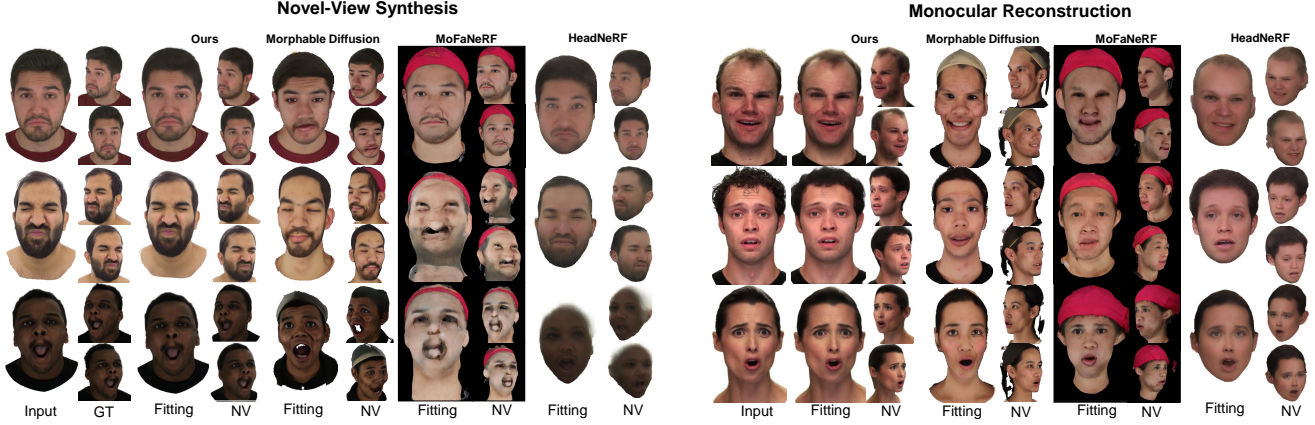 Novel-View Synthesis
Ours Morphable Diffusion MoFaNeRF HeadNeRF
Input GT Fitting NV Fitting NV Fitting NV Fitting NV
Monocular Reconstruction
Ours Morphable Diffusion MoFaNeRF HeadNeRF
Input Fitting NV Fitting NV Fitting NV Fitting NV